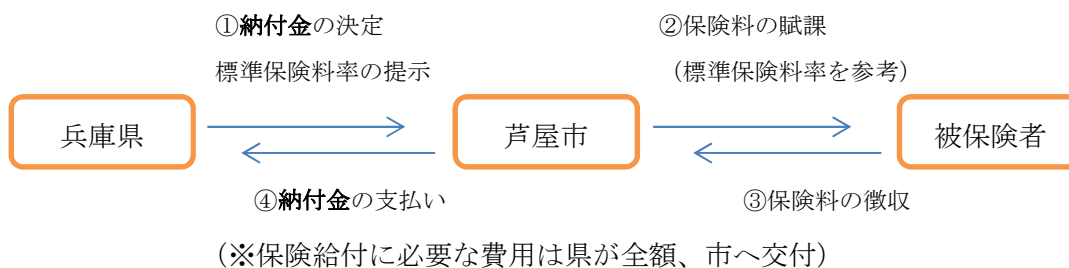 ①納付金の決定
標準保険料率の提示
②保険料の賦課
（標準保険料率を参考）
兵庫県
芦屋市
被保険者
④納付金の支払い
③保険料の徴収
（※保険給付に必要な費用は県が全額、市へ交付）